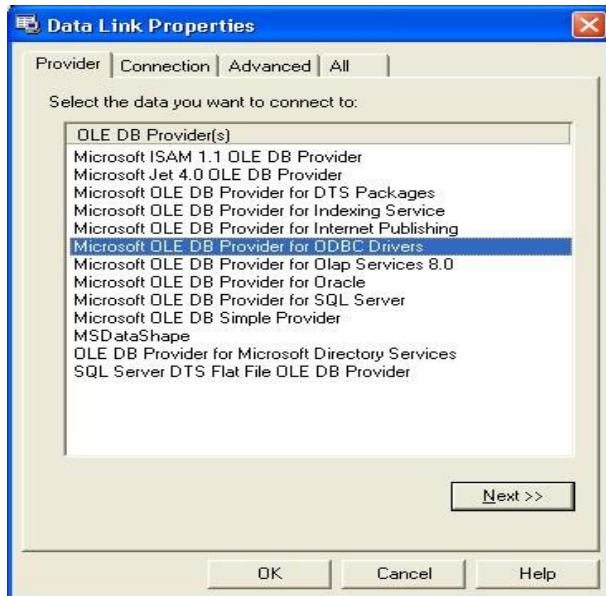 Data Link Properties
Provider Connection Advanced All
Select the data you want to connect to:
OLE DB Provider(s)
Microsoft ISAM 1.1 OLE DB Provider
Microsoft Jet 4.0 OLE DB Provider
Microsoft OLE DB Provider for DTS Packages
Microsoft OLE DB Provider for Indexing Service
Microsoft OLE DB Provider for Internet Publishing
Microsoft OLE DB Provider for ODBC Drivers
Microsoft OLE DB Provider for Olap Services 8.0
Microsoft OLE DB Provider for Oracle
Microsoft OLE DB Provider for SQL Server
Microsoft OLE DB Simple Provider
MSDataShape
OLE DB Provider for Microsoft Directory Services
SQL Server DTS Flat File OLE DB Provider
Next >>
OK Cancel Help